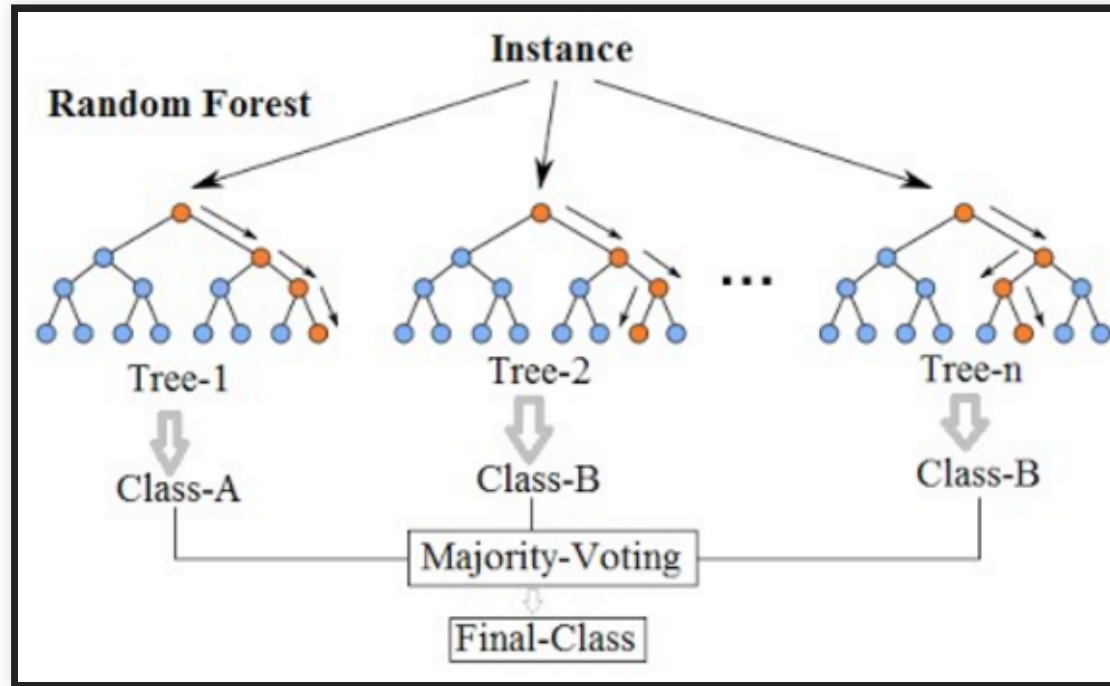 Instance
Random Forest
...
Tree-1
Tree-2
Tree-n
Class-A
Class-B
Class-B
Majority-Voting
Final-Class